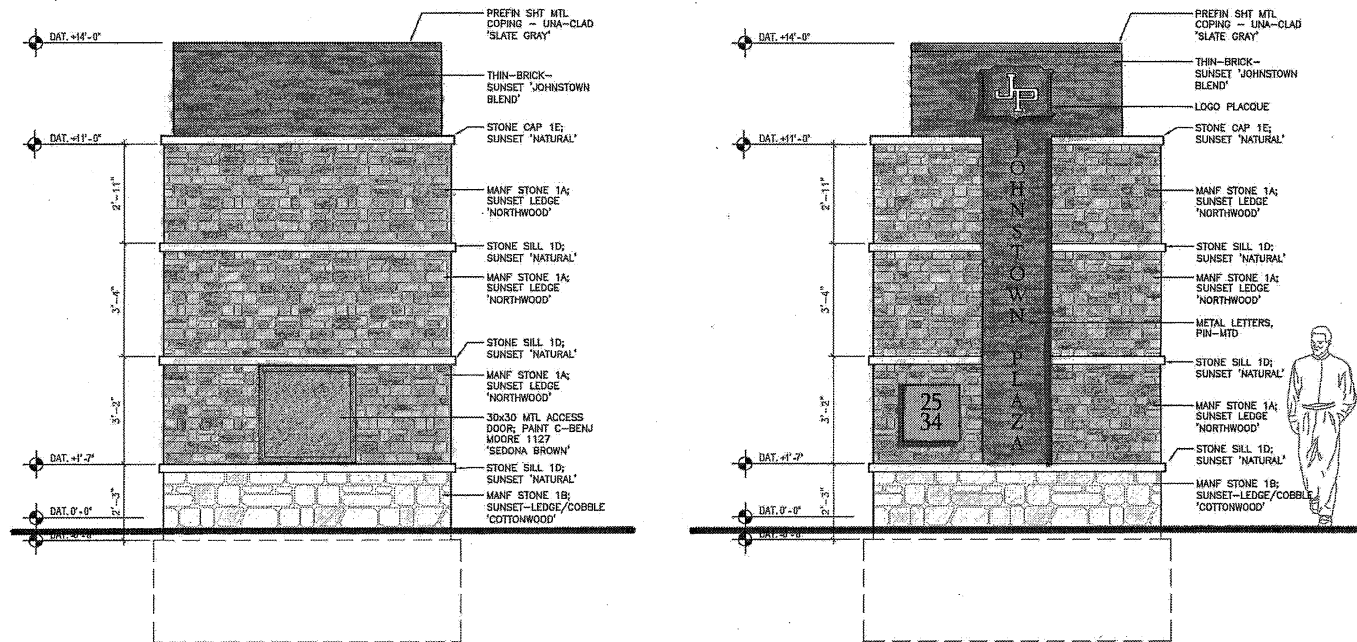 PREFIN SHT MTL
COPING - UNA-CLAD
'SLATE GRAY'
DAT. +14'-0"
THIN-BRICK-
SUNSET 'JOHNSTOWN
BLEND'
STONE CAP 1E;
SUNSET 'NATURAL'
DAT. +11'-0"
2'-11"
MANF STONE 1A;
SUNSET LEDGE
'NORTHWOOD'
STONE SILL 1D;
SUNSET 'NATURAL'
3'-4"
MANF STONE 1A;
SUNSET LEDGE
'NORTHWOOD'
STONE SILL 1D;
SUNSET 'NATURAL'
3'-2"
MANF STONE 1A;
SUNSET LEDGE
'NORTHWOOD'
30x30 MTL ACCESS
DOOR; PAINT C-BENJ
MOORE 1127
'SEDONA BROWN'
DAT. +1'-7"
STONE SILL 1D;
SUNSET 'NATURAL'
2'-3"
MANF STONE 1B;
SUNSET-LEDGE/COBBLE
'COTTONWOOD'
DAT. 0'-0"
PREFIN SHT MTL
COPING - UNA-CLAD
'SLATE GRAY'
DAT. +14'-0"
THIN-BRICK-
SUNSET 'JOHNSTOWN
BLEND'
JP
LOGO PLACQUE
STONE CAP 1E;
SUNSET 'NATURAL'
DAT. +11'-0"
JOHNSTOWN PLAZA
2'-11"
MANF STONE 1A;
SUNSET LEDGE
'NORTHWOOD'
STONE SILL 1D;
SUNSET 'NATURAL'
3'-4"
MANF STONE 1A;
SUNSET LEDGE
'NORTHWOOD'
METAL LETTERS,
PIN-MTD
STONE SILL 1D;
SUNSET 'NATURAL'
3'-2"
25
34
MANF STONE 1A;
SUNSET LEDGE
'NORTHWOOD'
DAT. +1'-7"
STONE SILL 1D;
SUNSET 'NATURAL'
2'-3"
MANF STONE 1B;
SUNSET-LEDGE/COBBLE
'COTTONWOOD'
DAT. 0'-0"